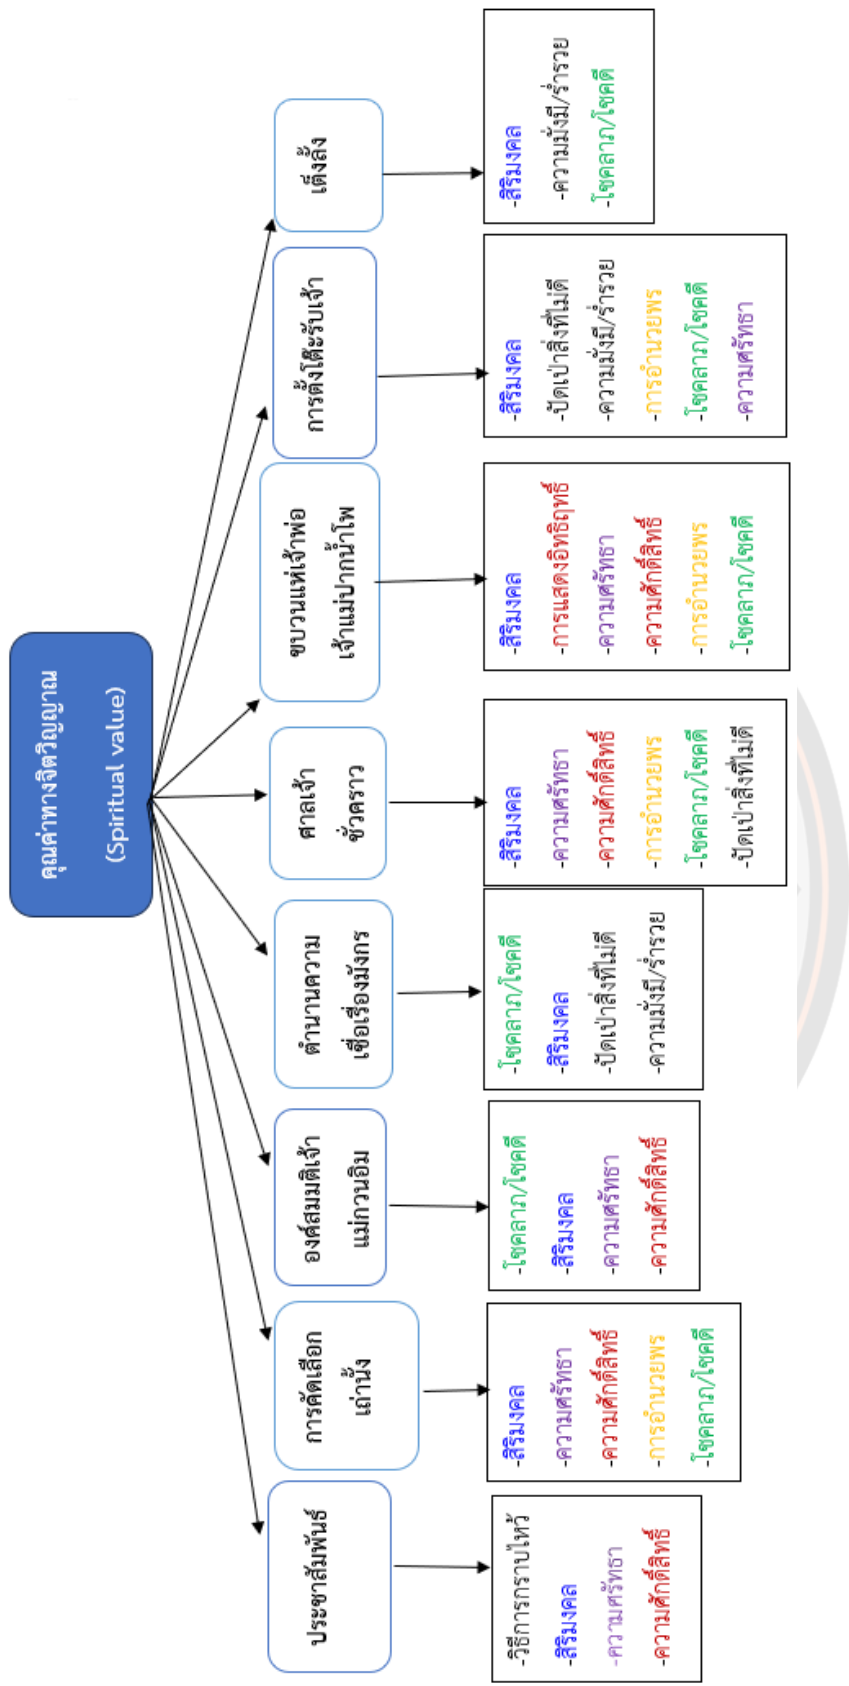 คุณค่าทางจิตวิญญาณ
(Spiritual value)
ประชาสัมพันธ์
-วิธีการกราบไหว้
-สิริมงคล
-ความศรัทธา
-ความศักดิ์สิทธิ์
การคัดเลือก
เถ่านั้ง
-สิริมงคล
-ความศรัทธา
-ความศักดิ์สิทธิ์
-การอำนวยพร
-โชคลาภ/โชคดี
องค์สมมติเจ้า
แม่กวนอิม
-โชคลาภ/โชคดี
-สิริมงคล
-ความศรัทธา
-ความศักดิ์สิทธิ์
ตำนานความ
เชื่อเรื่องมังกร
-โชคลาภ/โชคดี
-สิริมงคล
-ปัดเป่าสิ่งที่ไม่ดี
-ความมั่งมี/ร่ำรวย
ศาลเจ้า
ชั่วคราว
-สิริมงคล
-ความศรัทธา
-ความศักดิ์สิทธิ์
-การอำนวยพร
-โชคลาภ/โชคดี
-ปัดเป่าสิ่งที่ไม่ดี
ขบวนแห่เจ้าพ่อ
เจ้าแม่ปากน้ำโพ
-สิริมงคล
-การแสดงอิทธิฤทธิ์
-ความศรัทธา
-ความศักดิ์สิทธิ์
-การอำนวยพร
-โชคลาภ/โชคดี
การตั้งโต๊ะรับเจ้า
-สิริมงคล
-ปัดเป่าสิ่งที่ไม่ดี
-ความมั่งมี/ร่ำรวย
-การอำนวยพร
-โชคลาภ/โชคดี
-ความศรัทธา
เต็งลั้ง
-สิริมงคล
-ความมั่งมี/ร่ำรวย
-โชคลาภ/โชคดี